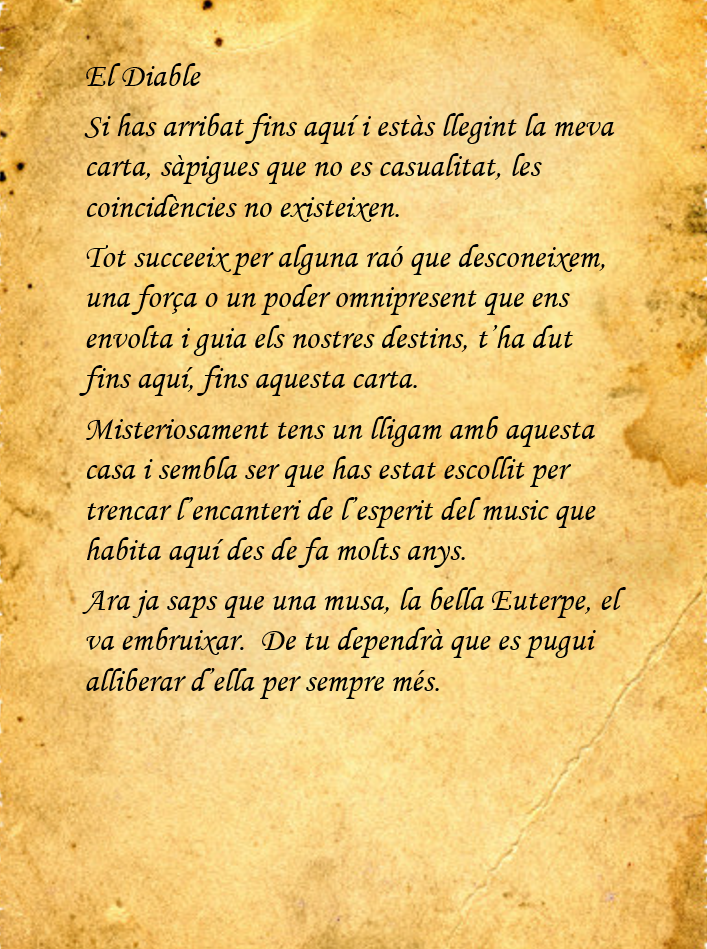 El Diable
Si has arribat fins aquí i estàs llegint la meva
carta, sàpigues que no es casualitat, les
coincidències no existeixen.
Tot succeeix per alguna raó que desconeixem,
una força o un poder omnipresent que ens
envolta i guia els nostres destins, t’ha dut
fins aquí, fins aquesta carta.
Misteriosament tens un lligam amb aquesta
casa i sembla ser que has estat escollit per
trencar l’encanteri de l’esperit del music que
habita aquí des de fa molts anys.
Ara ja saps que una musa, la bella Euterpe, el
va embruixar.  De tu dependrà que es pugui
alliberar d’ella per sempre més.